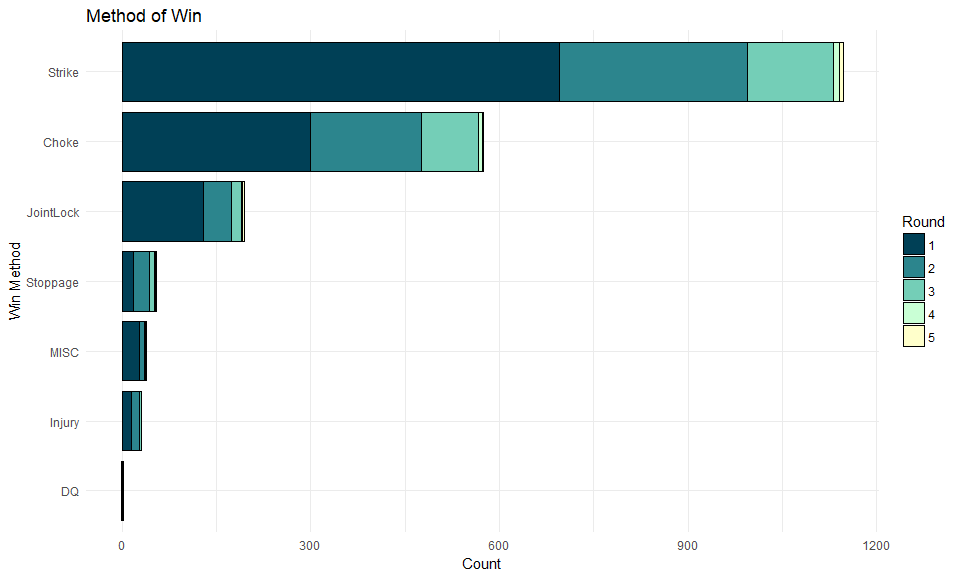 Method of Win
Win Method
Strike
Choke
JointLock
Stoppage
MISC
Injury
DQ
0 300 600 900 1200
Count
Round
1
2
3
4
5